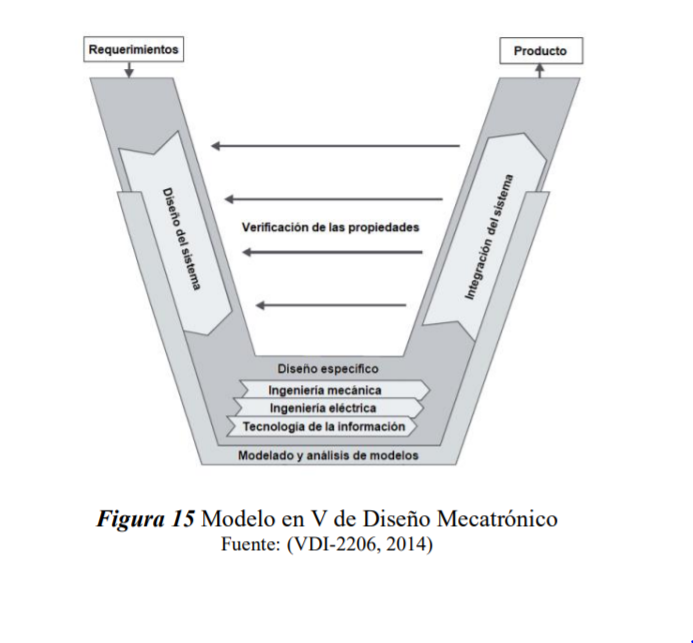 Requerimientos
Producto
Diseño del sistema
Verificación de las propiedades
Integración del sistema
Diseño específico
Ingeniería mecánica
Ingeniería eléctrica
Tecnología de la información
Modelado y análisis de modelos
Figura 15 Modelo en V de Diseño Mecatrónico
Fuente: (VDI-2206, 2014)